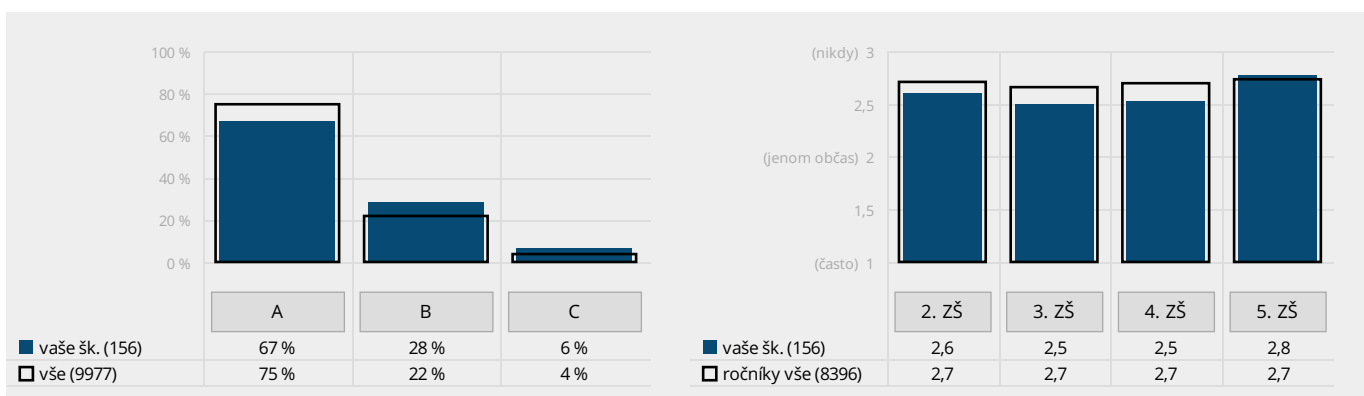 100 %
80 %
60 %
40 %
20 %
0 %
A B C
vaše šk. (156) 67 % 28 % 6 %
vše (9977) 75 % 22 % 4 %
(nikdy) 3
2,5
(jenom občas) 2
1,5
(často) 1
2. ZŠ 3. ZŠ 4. ZŠ 5. ZŠ
vaše šk. (156) 2,6 2,5 2,5 2,8
ročníky vše (8396) 2,7 2,7 2,7 2,7